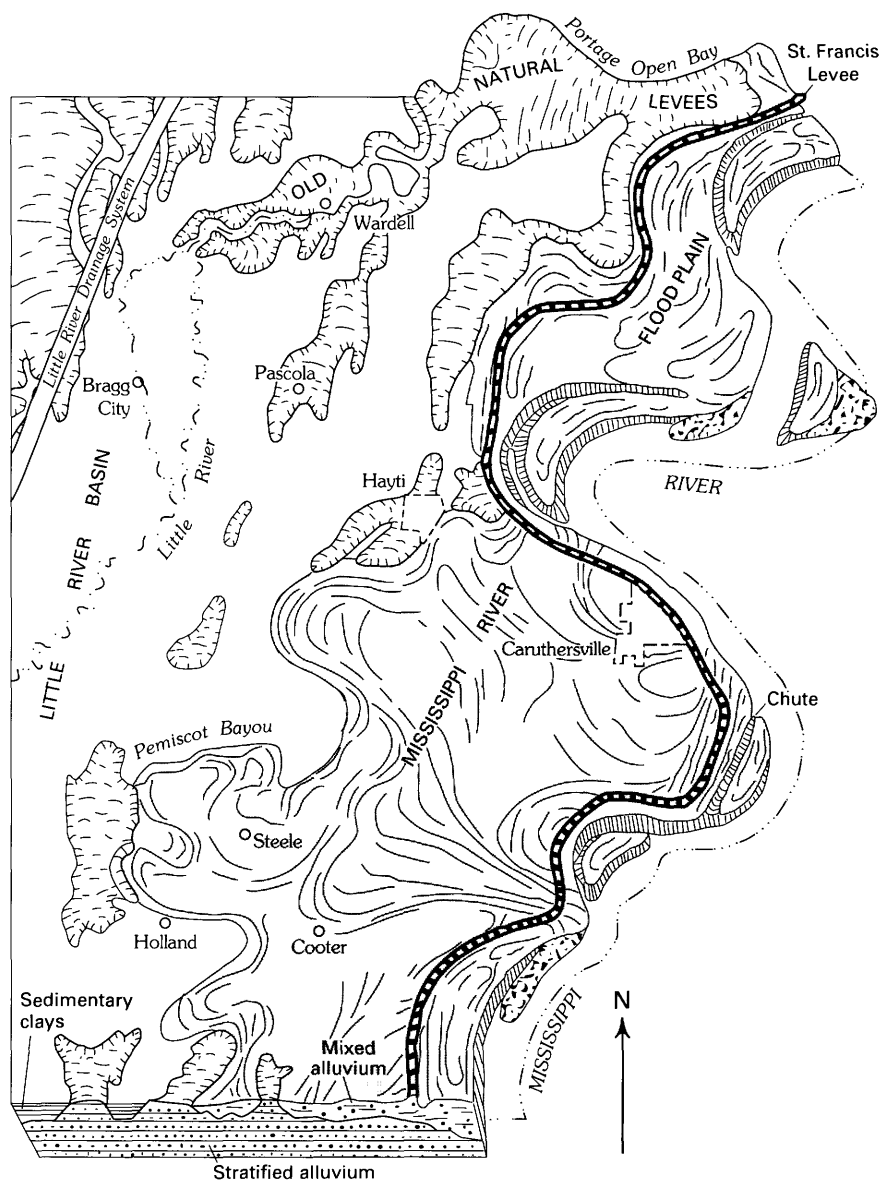 Portage Open Bay
St. Francis
Levee
NATURAL
LEVEES
OLD
Wardell
Little River Drainage System
FLOOD PLAIN
Bragg
City
Pascola
RIVER
Hayti
LITTLE RIVER BASIN
Little River
MISSISSIPPI RIVER
Caruthersville
Chute
Pemiscot Bayou
Steele
Holland
Cooter
Sedimentary
clays
Mixed
alluvium
N
MISSISSIPPI
Stratified alluvium